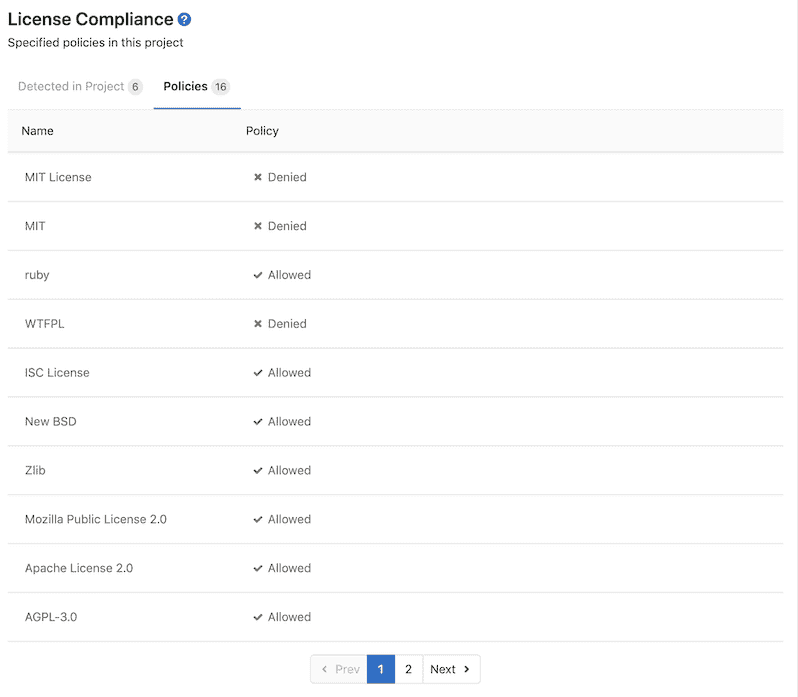 License Compliance ?
Specified policies in this project
Detected in Project 6 Policies 16
Name Policy
MIT License Denied
MIT Denied
ruby Allowed
WTFPL Denied
ISC License Allowed
New BSD Allowed
Zlib Allowed
Mozilla Public License 2.0 Allowed
Apache License 2.0 Allowed
AGPL-3.0 Allowed
Prev 1 2 Next